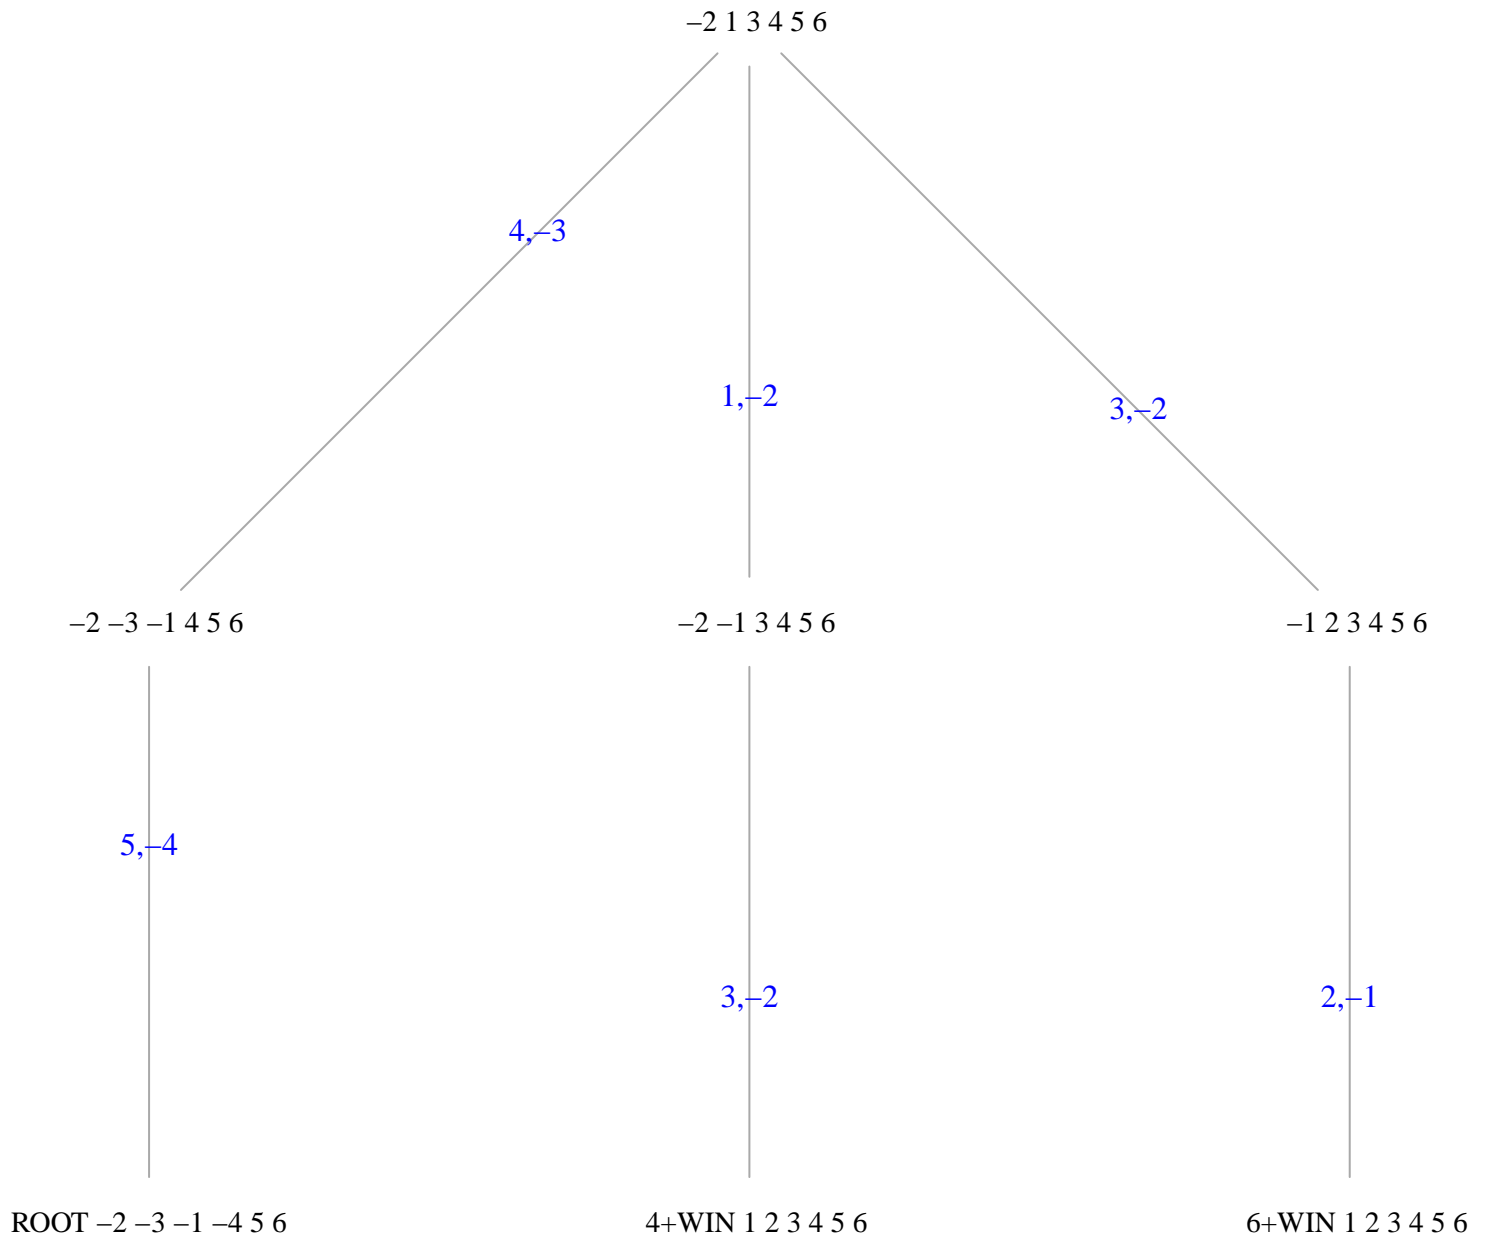 –2 1 3 4 5 6
4,–3
1,–2
3,–2
–2 –3 –1 4 5 6
–2 –1 3 4 5 6
–1 2 3 4 5 6
5,–4
3,–2
2,–1
ROOT –2 –3 –1 –4 5 6
4+WIN 1 2 3 4 5 6
6+WIN 1 2 3 4 5 6